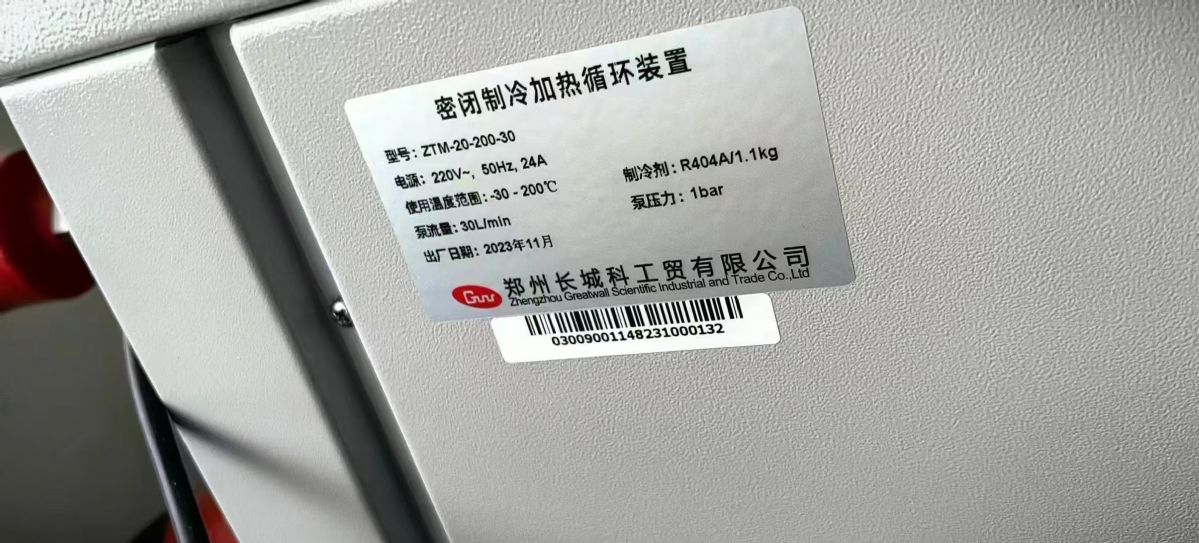 密闭制冷加热循环装置
型号：ZTM-20-200-30
电源：220V~, 50Hz, 24A
使用温度范围：-30 - 200℃
制冷剂：R404A/1.1kg
泵流量：30L/min
泵压力：1bar
出厂日期：2023年11月
郑州长城科工贸有限公司
Zhengzhou Greatwall Scientific Industrial and Trade Co.,Ltd
03009001148231000132